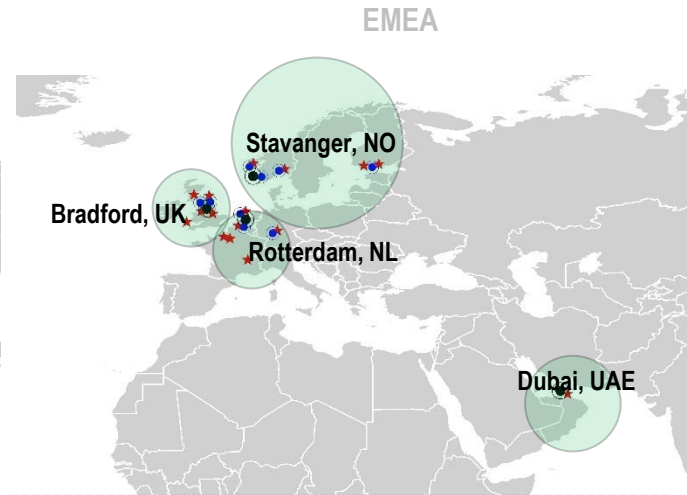 EMEA
Stavanger, NO
Bradford, UK
Rotterdam, NL
Dubai, UAE